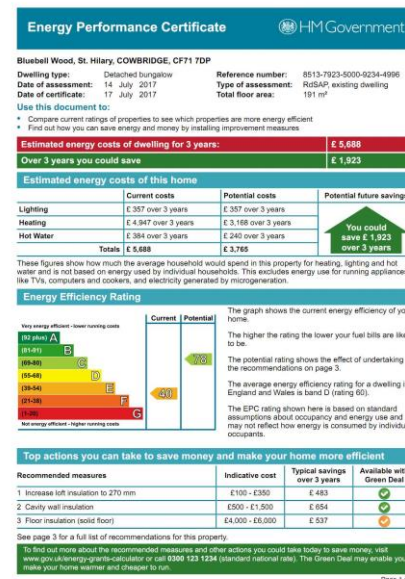 Energy Performance Certificate
HM Government
Bluebell Wood, St. Hilary, COWBRIDGE, CF71 7DP
Dwelling type: Detached bungalow Reference number: 8513-7923-5000-9234-4996
Date of assessment: 14 July 2017 Type of assessment: RdSAP, existing dwelling
Date of certificate: 17 July 2017 Total floor area: 191 m²
Use this document to:
• Compare current ratings of properties to see which properties are more energy efficient
• Find out how you can save energy and money by installing improvement measures
Estimated energy costs of dwelling for 3 years: £ 5,688
Over 3 years you could save £ 1,923
Estimated energy costs of this home
Current costs Potential costs Potential future savings
Lighting £ 357 over 3 years £ 357 over 3 years
Heating £ 4,947 over 3 years £ 3,168 over 3 years
Hot Water £ 384 over 3 years £ 240 over 3 years
Totals £ 5,688 £ 3,765
You could
save £ 1,923
over 3 years
These figures show how much the average household would spend in this property for heating, lighting and hot
water and is not based on energy used by individual households. This excludes energy use for running appliances
like TVs, computers and cookers, and electricity generated by microgeneration.
Energy Efficiency Rating
Current Potential
Very energy efficient - lower running costs
(92 plus) A
(81-91) B
(69-80) C
(55-68) D
(39-54) E
(21-38) F
(1-20) G
Not energy efficient - higher running costs
40
78
The graph shows the current energy efficiency of yo
home.
The higher the rating the lower your fuel bills are like
to be.
The potential rating shows the effect of undertaking
the recommendations on page 3.
The average energy efficiency rating for a dwelling i
England and Wales is band D (rating 60).
The EPC rating shown here is based on standard
assumptions about occupancy and energy use and
may not reflect how energy is consumed by individu
occupants.
Top actions you can take to save money and make your home more efficient
Recommended measures Indicative cost Typical savings over 3 years Available with Green Deal
1 Increase loft insulation to 270 mm £100 - £350 £ 483
2 Cavity wall insulation £500 - £1,500 £ 654
3 Floor insulation (solid floor) £4,000 - £6,000 £ 537
See page 3 for a full list of recommendations for this property.
To find out more about the recommended measures and other actions you could take today to save money, visit
www.gov.uk/energy-grants-calculator or call 0300 123 1234 (standard national rate). The Green Deal may enable you
make your home warmer and cheaper to run.